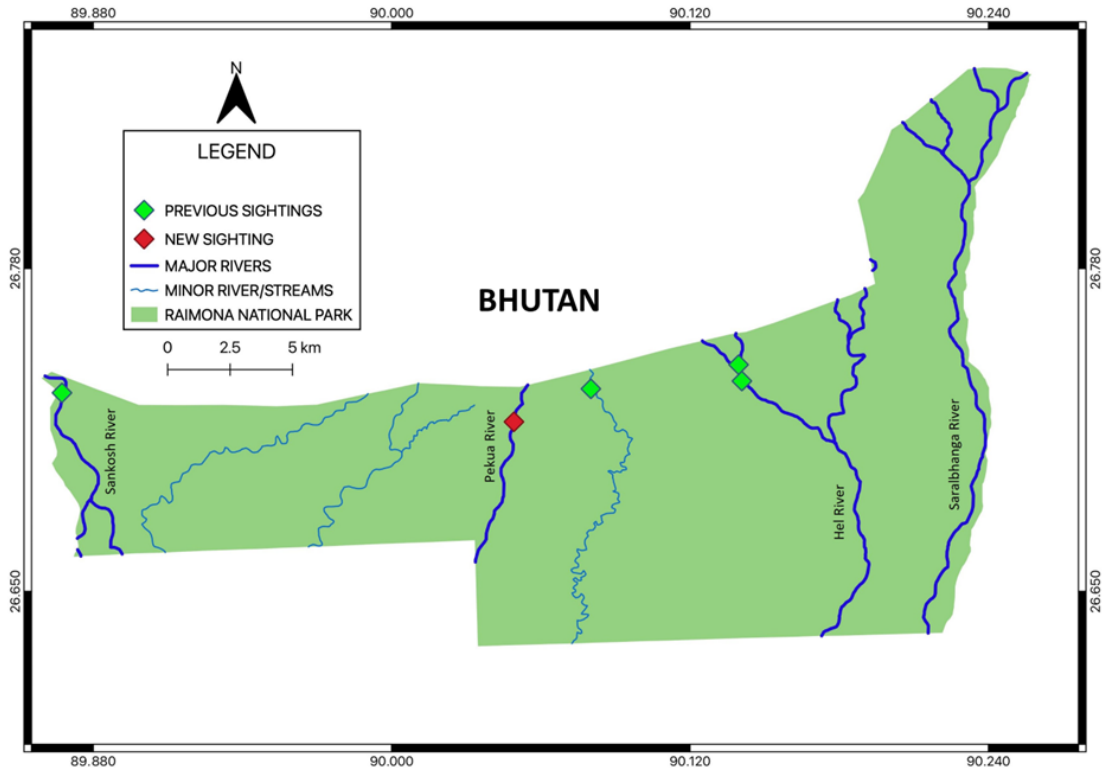 89.880 90.000 90.120 90.240
N
LEGEND
PREVIOUS SIGHTINGS
NEW SIGHTING
MAJOR RIVERS
MINOR RIVER/STREAMS
RAIMONA NATIONAL PARK
0 2.5 5 km
BHUTAN
26.780 26.780
Sankosh River
Pekua River
Hel River
Saralbhanga River
26.650 26.650
89.880 90.000 90.120 90.240